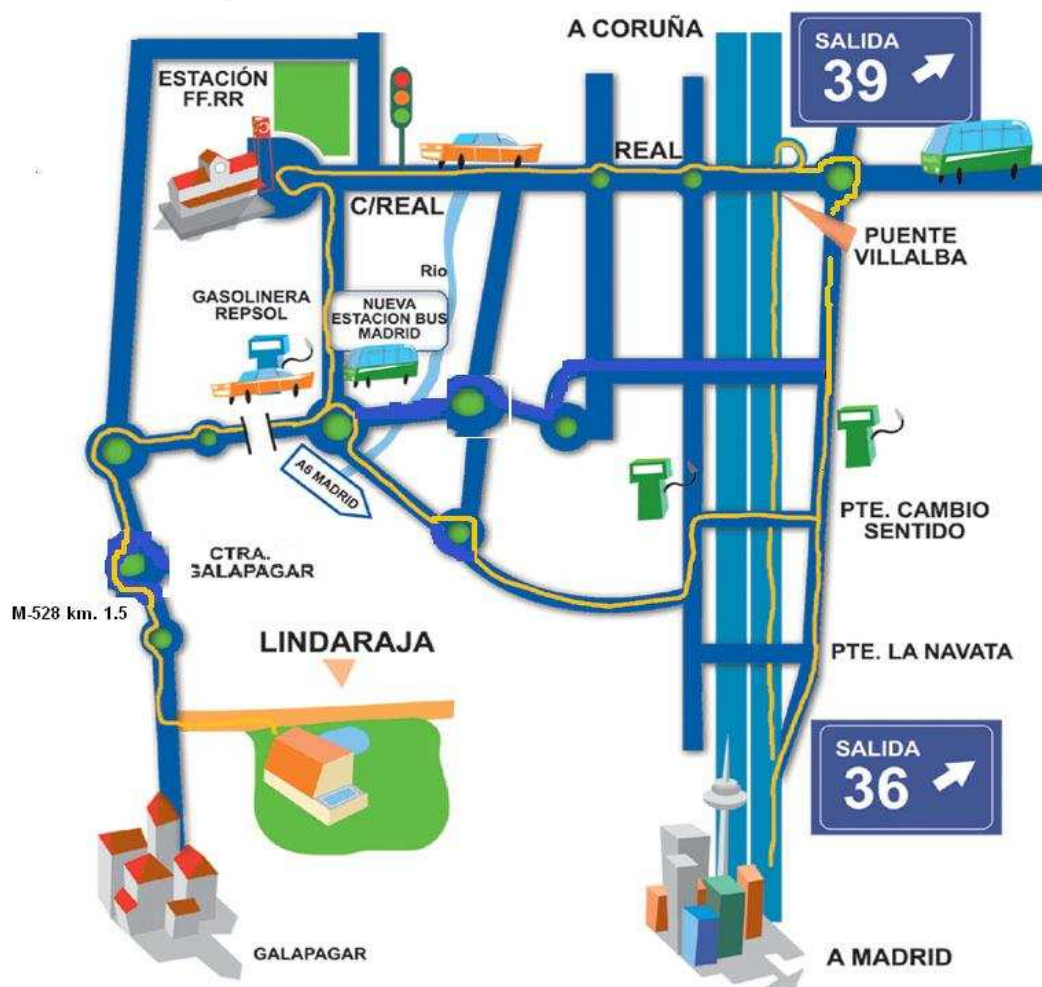 A CORUÑA
SALIDA
39
ESTACIÓN
FF.RR
REAL
C/REAL
PUENTE
VILLALBA
Rio
GASOLINERA
REPSOL
NUEVA
ESTACION BUS
MADRID
A6 MADRID
PTE. CAMBIO
SENTIDO
CTRA.
GALAPAGAR
M-528 km. 1.5
LINDARAJA
PTE. LA NAVATA
SALIDA
36
GALAPAGAR
A MADRID